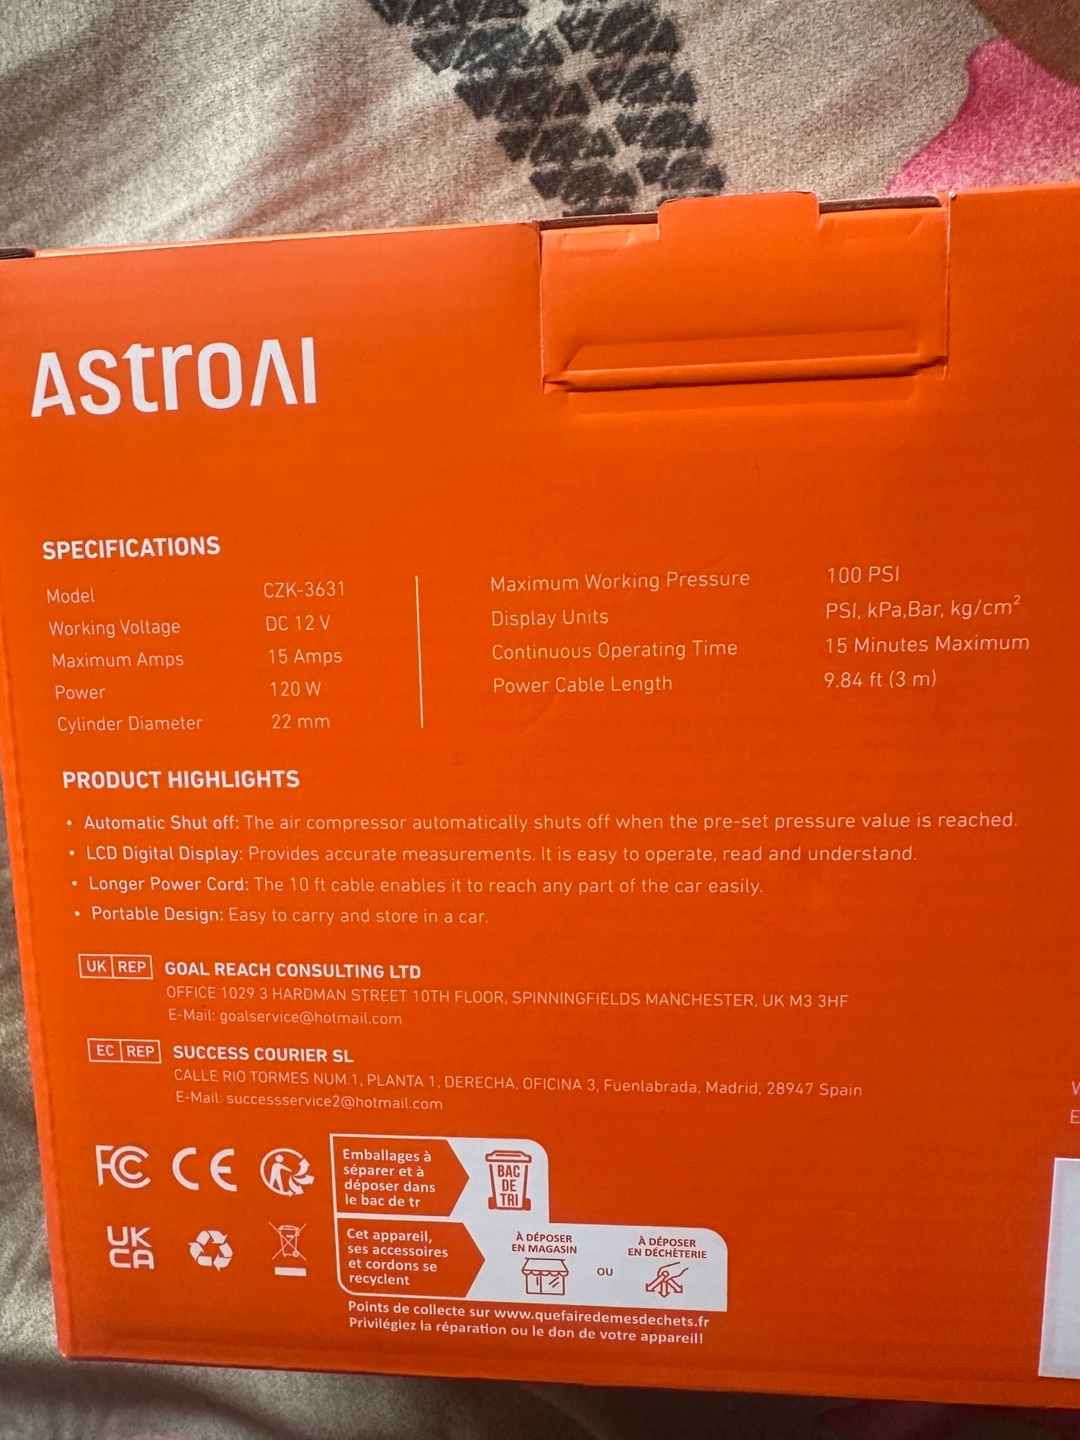 AstroAI
SPECIFICATIONS
Model CZK-3631
Working Voltage DC 12 V
Maximum Amps 15 Amps
Power 120 W
Cylinder Diameter 22 mm
Maximum Working Pressure 100 PSI
Display Units PSI, kPa,Bar, kg/cm²
Continuous Operating Time 15 Minutes Maximum
Power Cable Length 9.84 ft (3 m)
PRODUCT HIGHLIGHTS
• Automatic Shut off: The air compressor automatically shuts off when the pre-set pressure value is reached.
• LCD Digital Display: Provides accurate measurements. It is easy to operate, read and understand.
• Longer Power Cord: The 10 ft cable enables it to reach any part of the car easily.
• Portable Design: Easy to carry and store in a car.
UK REP GOAL REACH CONSULTING LTD
OFFICE 1029 3 HARDMAN STREET 10TH FLOOR, SPINNINGFIELDS MANCHESTER, UK M3 3HF
E-Mail: goalservice@hotmail.com
EC REP SUCCESS COURIER SL
CALLE RIO TORMES NUM.1, PLANTA 1, DERECHA, OFICINA 3, Fuenlabrada, Madrid, 28947 Spain
E-Mail: successservice2@hotmail.com
FC CE
UK
CA
Emballages à
séparer et à
déposer dans
le bac de tr
BAC
DE
TRI
Cet appareil,
ses accessoires
et cordons se
recyclent
À DÉPOSER
EN MAGASIN
OU
À DÉPOSER
EN DÉCHÈTERIE
Points de collecte sur www.quefairedemesdechets.fr
Privilégiez la réparation ou le don de votre appareil!